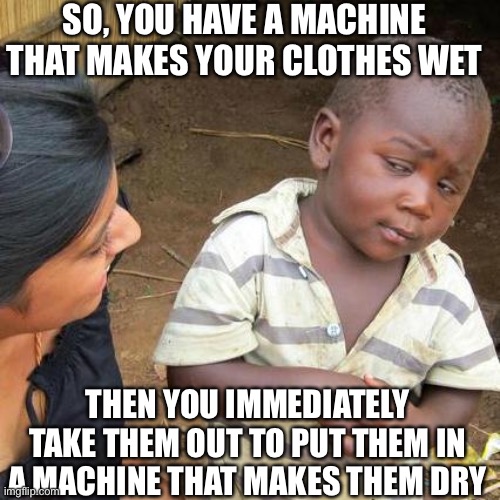 SO, YOU HAVE A MACHINE
THAT MAKES YOUR CLOTHES WET
THEN YOU IMMEDIATELY
TAKE THEM OUT TO PUT THEM IN
A MACHINE THAT MAKES THEM DRY
imgflip.com